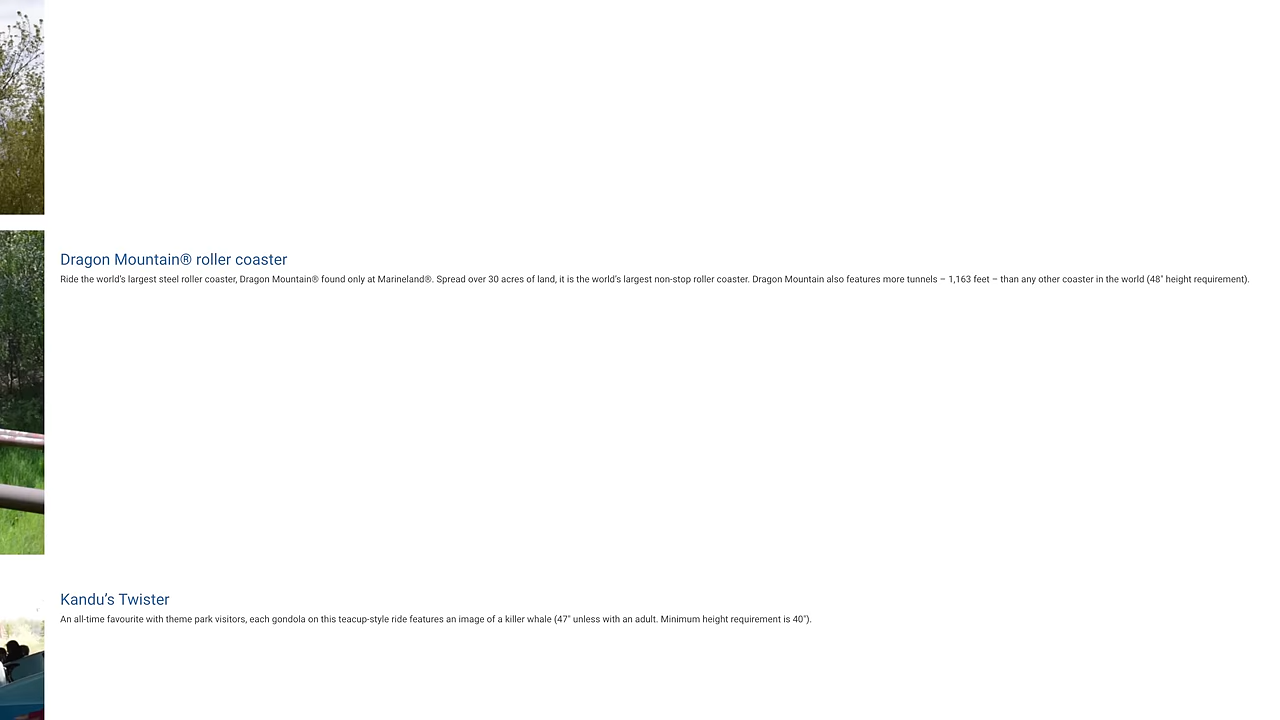 Dragon Mountain® roller coaster
Ride the world's largest steel roller coaster, Dragon Mountain® found only at Marineland®. Spread over 30 acres of land, it is the world's largest non-stop roller coaster. Dragon Mountain also features more tunnels – 1,163 feet – than any other coaster in the world (48" height requirement).
Kandu’s Twister
An all-time favourite with theme park visitors, each gondola on this teacup-style ride features an image of a killer whale (47" unless with an adult. Minimum height requirement is 40").